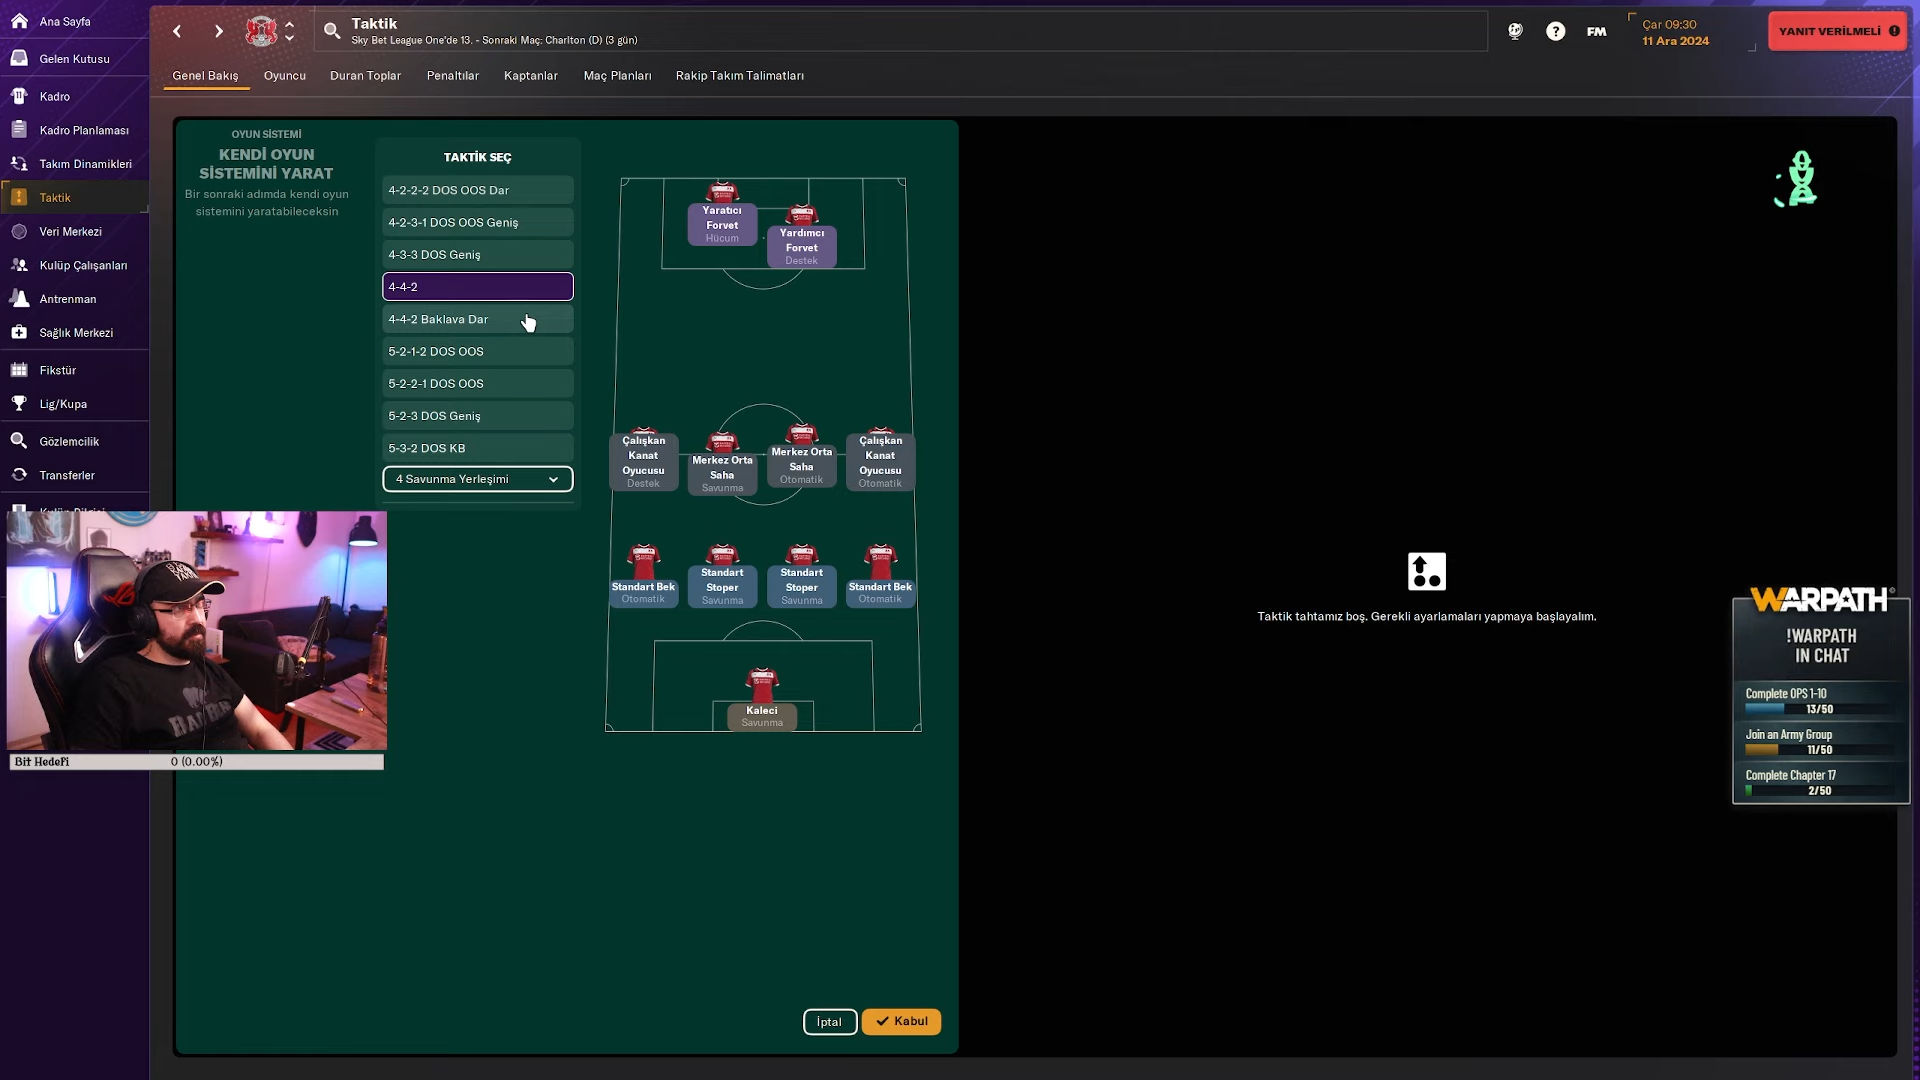 Ana Sayfa
Gelen Kutusu
Kadro
Kadro Planlaması
Takım Dinamikleri
Taktik
Veri Merkezi
Kulüp Çalışanları
Antrenman
Sağlık Merkezi
Fikstür
Lig/Kupa
Gözlemcilik
Transferler
Taktik
Sky Bet League One'de 13. - Sonraki Maç: Charlton (D) (3 gün)
FM
Çar 09:30
11 Ara 2024
YANIT VERİLMELİ
Genel Bakış
Oyuncu
Duran Toplar
Penaltılar
Kaptanlar
Maç Planları
Rakip Takım Talimatları
OYUN SİSTEMİ
KENDİ OYUN
SİSTEMİNİ YARAT
Bir sonraki adımda kendi oyun
sistemini yaratabileceksin
TAKTİK SEÇ
4-2-2-2 DOS OOS Dar
4-2-3-1 DOS OOS Geniş
4-3-3 DOS Geniş
4-4-2
4-4-2 Baklava Dar
5-2-1-2 DOS OOS
5-2-2-1 DOS OOS
5-2-3 DOS Geniş
5-3-2 DOS KB
4 Savunma Yerleşimi
Yaratıcı
Forvet
Hücum
Yardımcı
Forvet
Destek
Çalışkan
Kanat
Oyucusu
Destek
Merkez Orta
Saha
Savunma
Merkez Orta
Saha
Otomatik
Çalışkan
Kanat
Oyucusu
Otomatik
Standart Bek
Otomatik
Standart
Stoper
Savunma
Standart
Stoper
Savunma
Standart Bek
Otomatik
Kaleci
Savunma
İptal
Kabul
Taktik tahtamız boş. Gerekli ayarlamaları yapmaya başlayalım.
WARPATH
!WARPATH
IN CHAT
Complete OPS 1-10
13/50
Join an Army Group
11/50
Complete Chapter 17
2/50
Bit Hedefi
0 (0.00%)